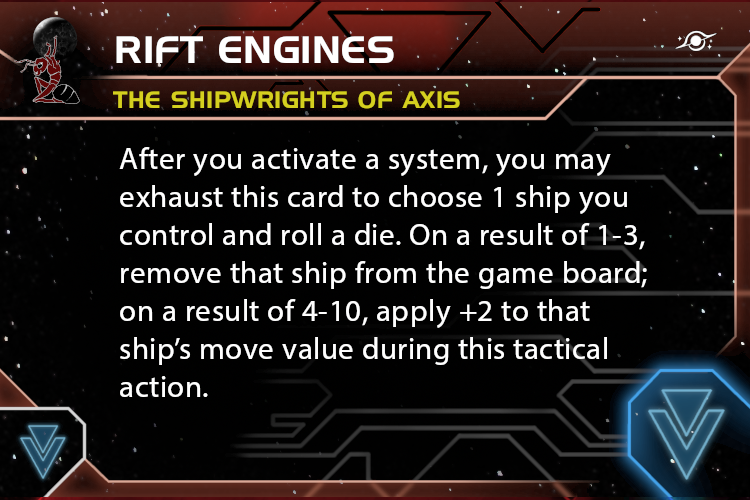 RIFT ENGINES
THE SHIPWRIGHTS OF AXIS
After you activate a system, you may
exhaust this card to choose 1 ship you
control and roll a die. On a result of 1-3,
remove that ship from the game board;
on a result of 4-10, apply +2 to that
ship’s move value during this tactical
action.